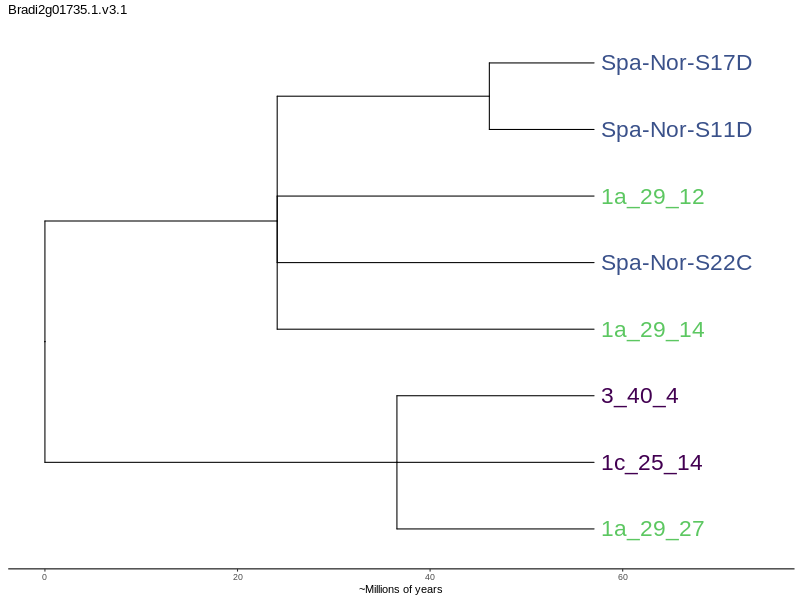 Bradi2g01735.1.v3.1
Spa-Nor-S17D
Spa-Nor-S11D
1a_29_12
Spa-Nor-S22C
1a_29_14
3_40_4
1c_25_14
1a_29_27
0 20 40 60
~Millions of years